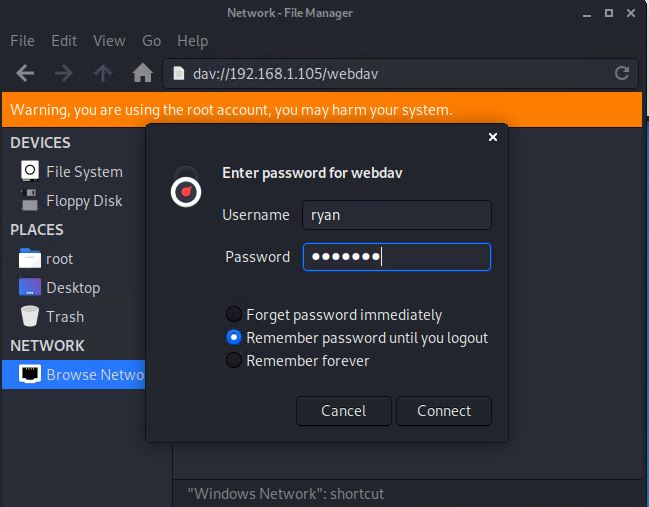 Network - File Manager
File Edit View Go Help
dav://192.168.1.105/webdav
Warning, you are using the root account, you may harm your system.
DEVICES
File System
Floppy Disk
PLACES
root
Desktop
Trash
NETWORK
Browse Netwo
Enter password for webdav
Username ryan
Password ●●●●●●●
Forget password immediately
Remember password until you logout
Remember forever
Cancel Connect
"Windows Network": shortcut